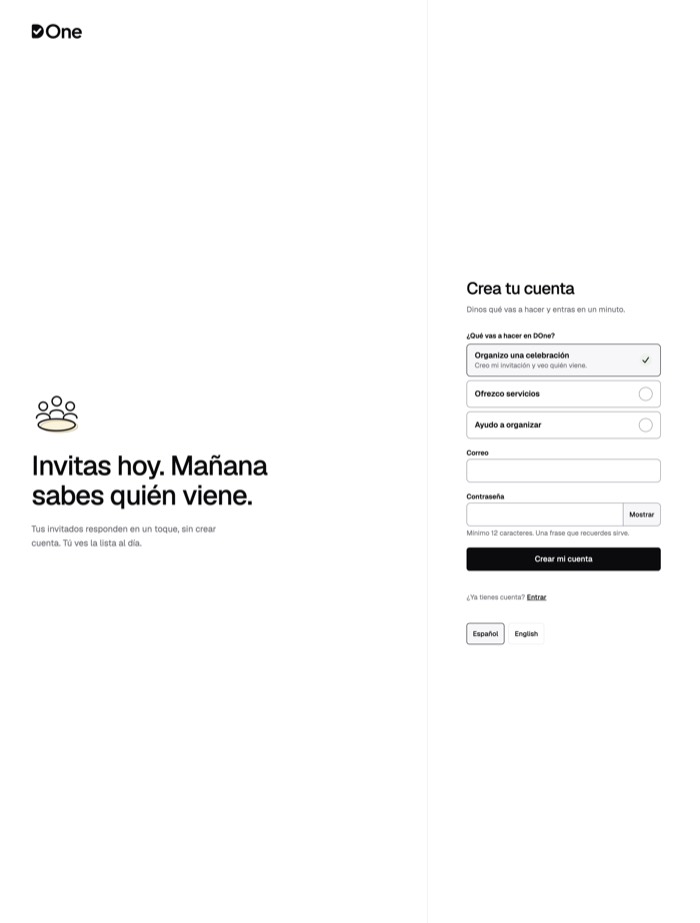 DOne
Invitas hoy. Mañana
sabes quién viene.
Tus invitados responden en un toque, sin crear
cuenta. Tú ves la lista al día.
Crea tu cuenta
Dinos qué vas a hacer y entras en un minuto.
¿Qué vas a hacer en DOne?
Organizo una celebración
Creo mi invitación y veo quién viene.
Ofrezco servicios
Ayudo a organizar
Correo
Contraseña
Mostrar
Mínimo 12 caracteres. Una frase que recuerdes sirve.
Crear mi cuenta
¿Ya tienes cuenta? Entrar
Español English